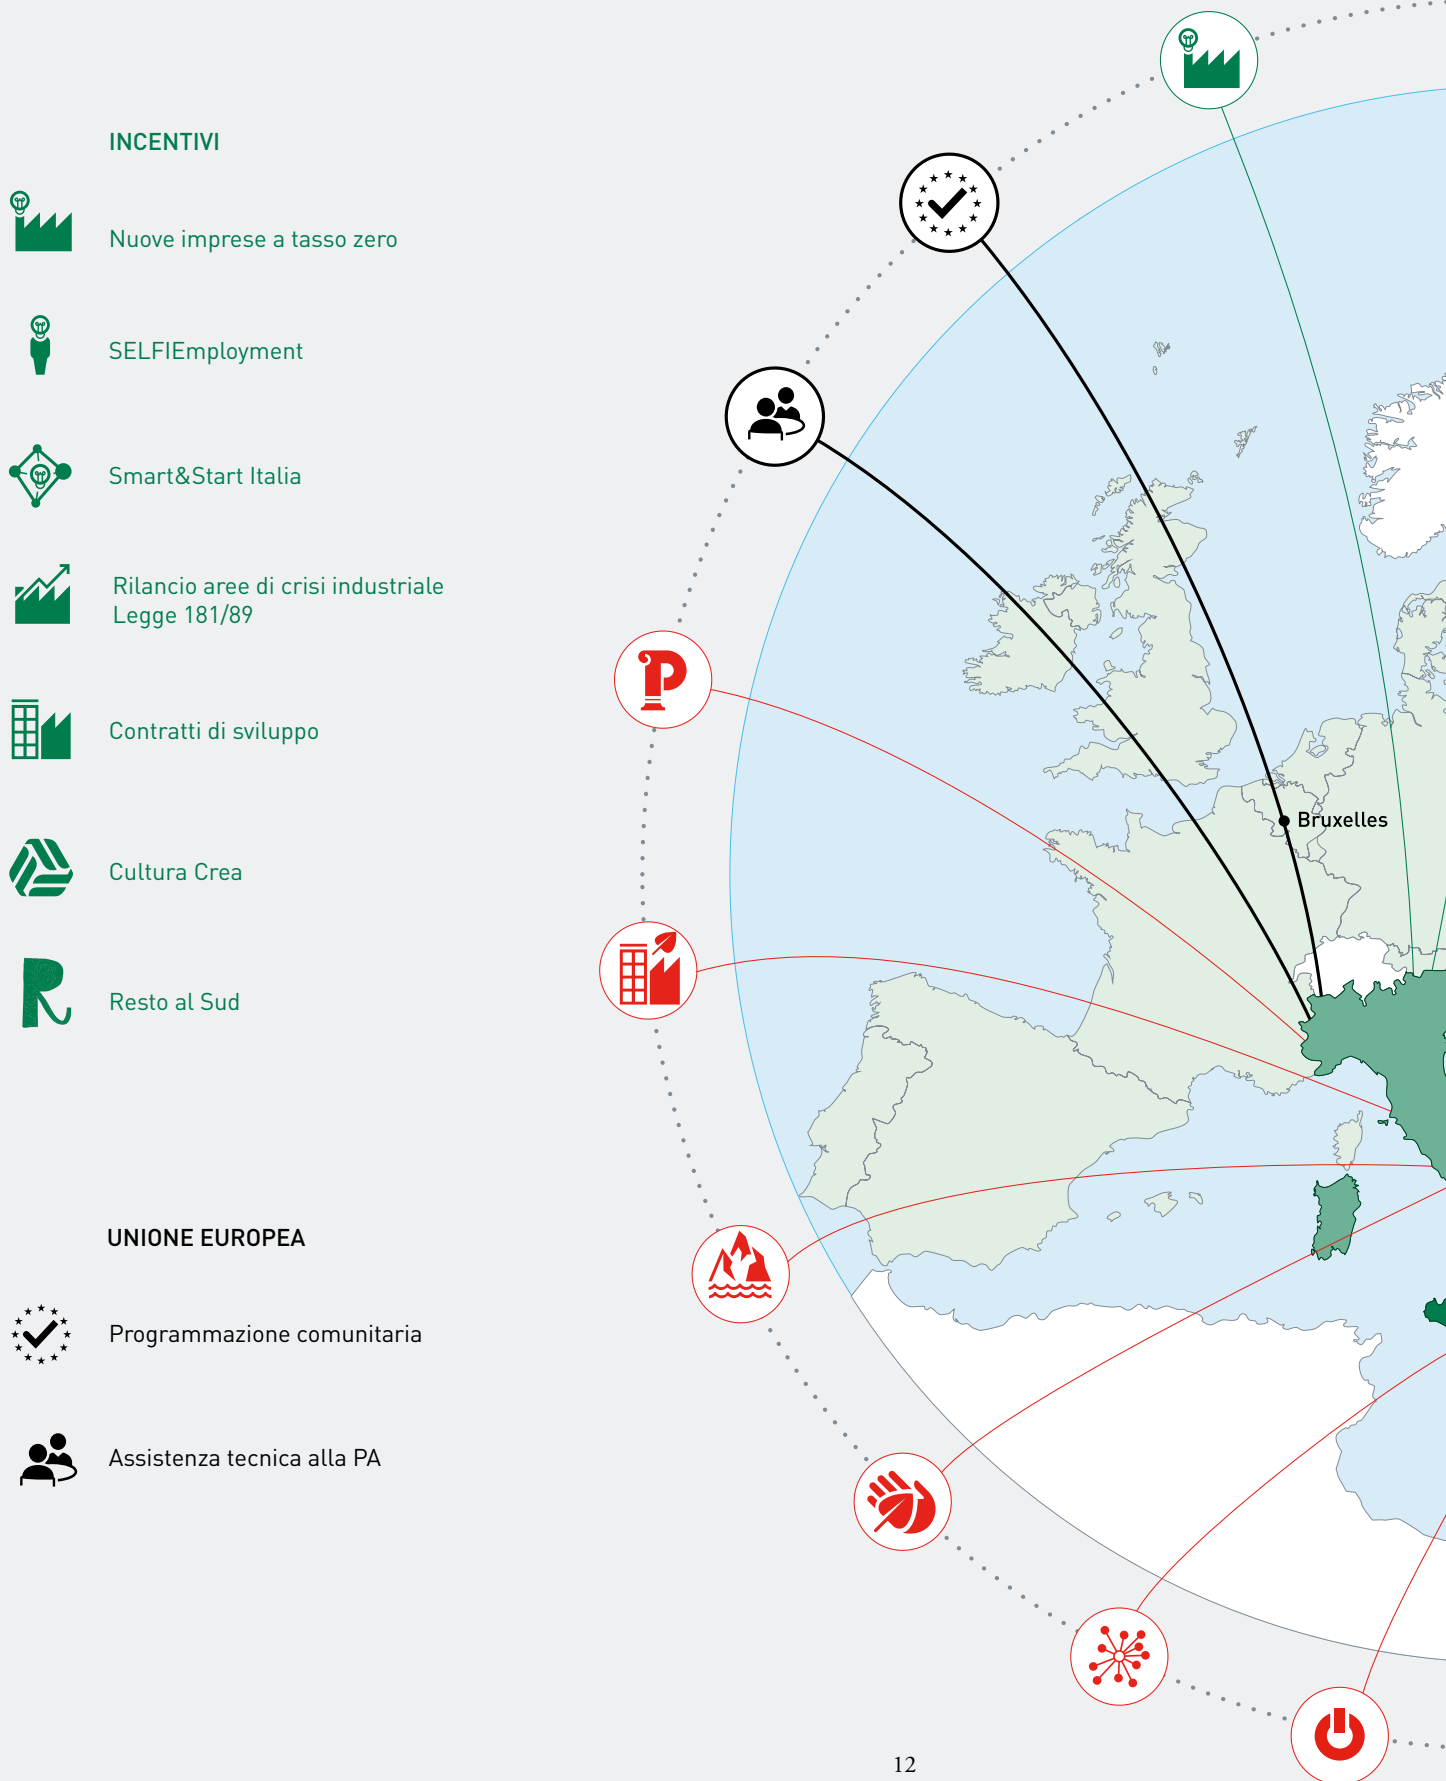 INCENTIVI
Nuove imprese a tasso zero
SELFIEmployment
Smart&Start Italia
Rilancio aree di crisi industriale
Legge 181/89
Contratti di sviluppo
Cultura Crea
Resto al Sud
UNIONE EUROPEA
Programmazione comunitaria
Assistenza tecnica alla PA
Bruxelles
12